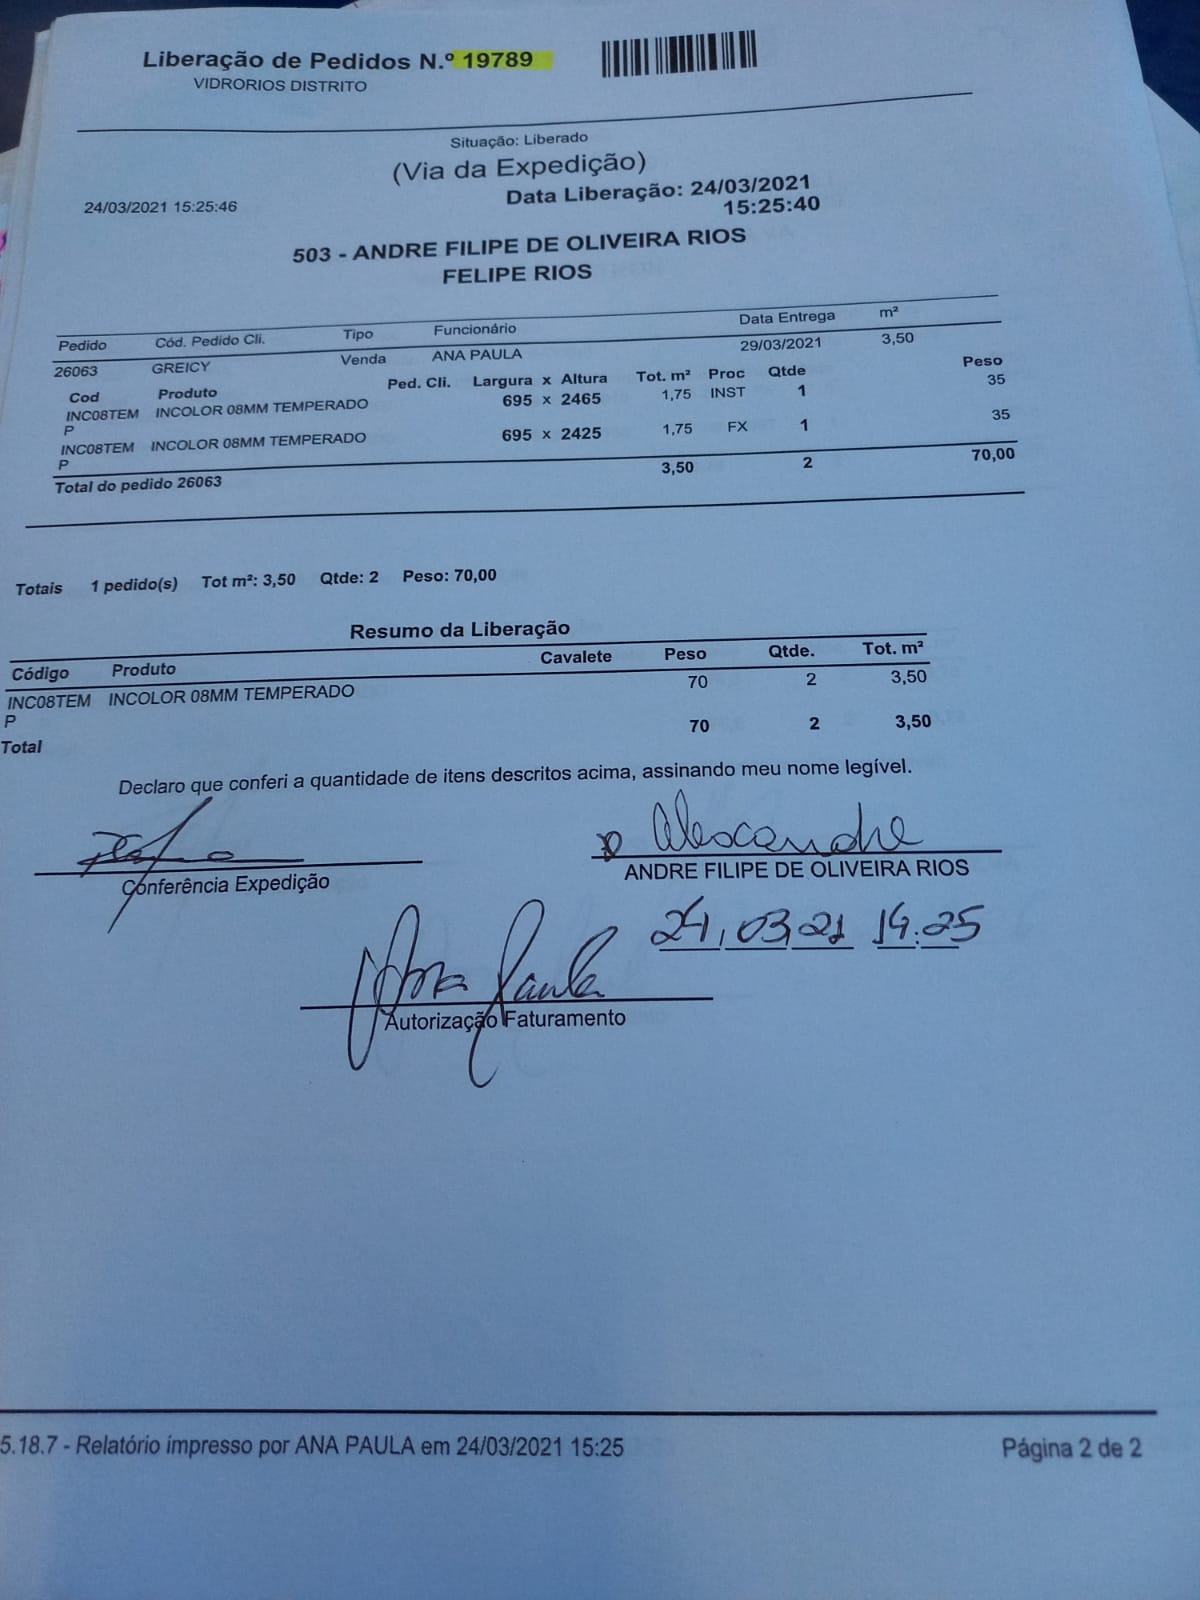 Liberação de Pedidos N.º 19789
VIDRORIOS DISTRITO
Situação: Liberado
(Via da Expedição)
24/03/2021 15:25:46
Data Liberação: 24/03/2021
15:25:40
503 - ANDRE FILIPE DE OLIVEIRA RIOS
FELIPE RIOS
Pedido Cód. Pedido Cli. Tipo Funcionário Data Entrega m²
26063 GREICY Venda ANA PAULA 29/03/2021 3,50
Cod Produto Ped. Cli. Largura x Altura Tot. m² Proc Qtde Peso
INC08TEM INCOLOR 08MM TEMPERADO 695 x 2465 1,75 INST 1 35
P
INC08TEM INCOLOR 08MM TEMPERADO 695 x 2425 1,75 FX 1 35
P
Total do pedido 26063 3,50 2 70,00
Totais 1 pedido(s) Tot m²: 3,50 Qtde: 2 Peso: 70,00
Resumo da Liberação
Código Produto Cavalete Peso Qtde. Tot. m²
INC08TEM INCOLOR 08MM TEMPERADO 70 2 3,50
P
Total 70 2 3,50
Declaro que conferi a quantidade de itens descritos acima, assinando meu nome legível.
Alexcandre
Conferência Expedição
ANDRE FILIPE DE OLIVEIRA RIOS
24,03,21 14:25
Ana Paula
Autorização Faturamento
5.18.7 - Relatório impresso por ANA PAULA em 24/03/2021 15:25
Página 2 de 2